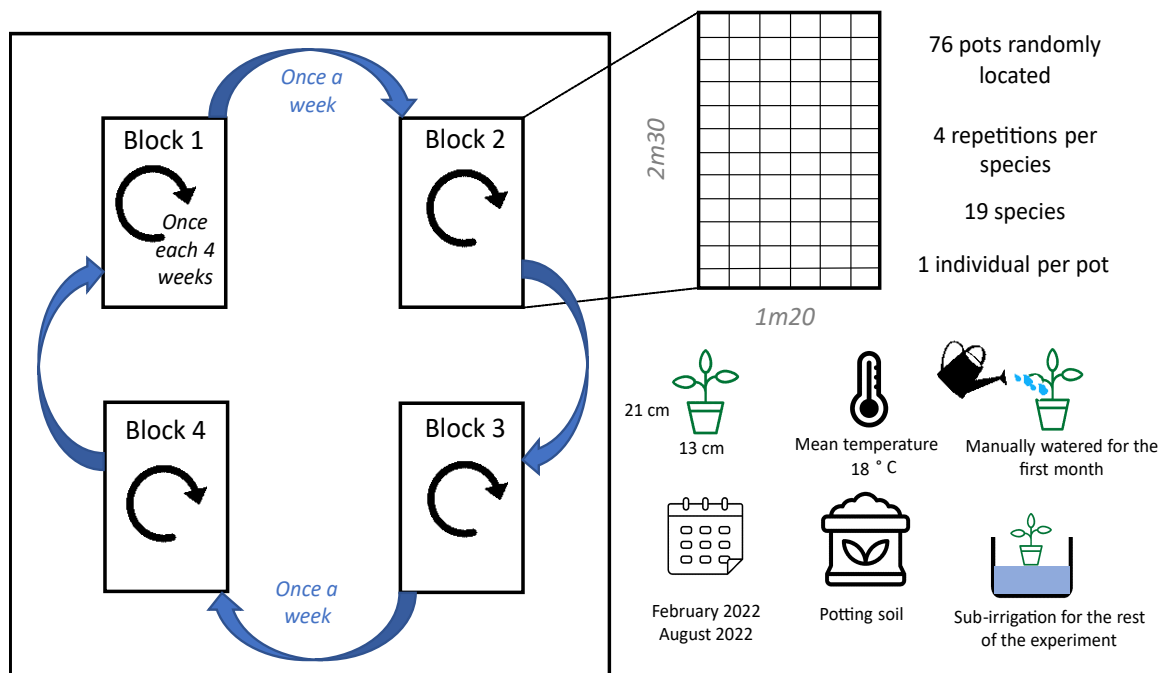 Once a
week
Block 1
Once
each 4
weeks
Block 2
Block 4
Block 3
Once a
week
2m30
1m20
76 pots randomly
located
4 repetitions per
species
19 species
1 individual per pot
21 cm
13 cm
Mean temperature
18 ° C
Manually watered for the
first month
February 2022
August 2022
Potting soil
Sub-irrigation for the rest
of the experiment